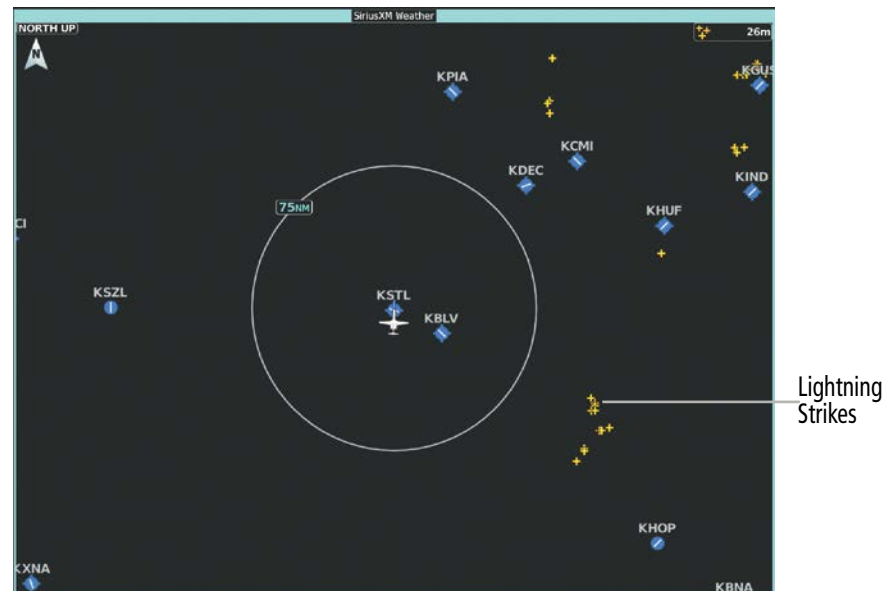 SiriusXM Weather
NORTH UP
26m
N
KPIA
KGUS
KCMI
KDEC
KIND
KHUF
75NM
CI
KSZL
KSTL
KBLV
Lightning
Strikes
KHOP
KXNA
KBNA